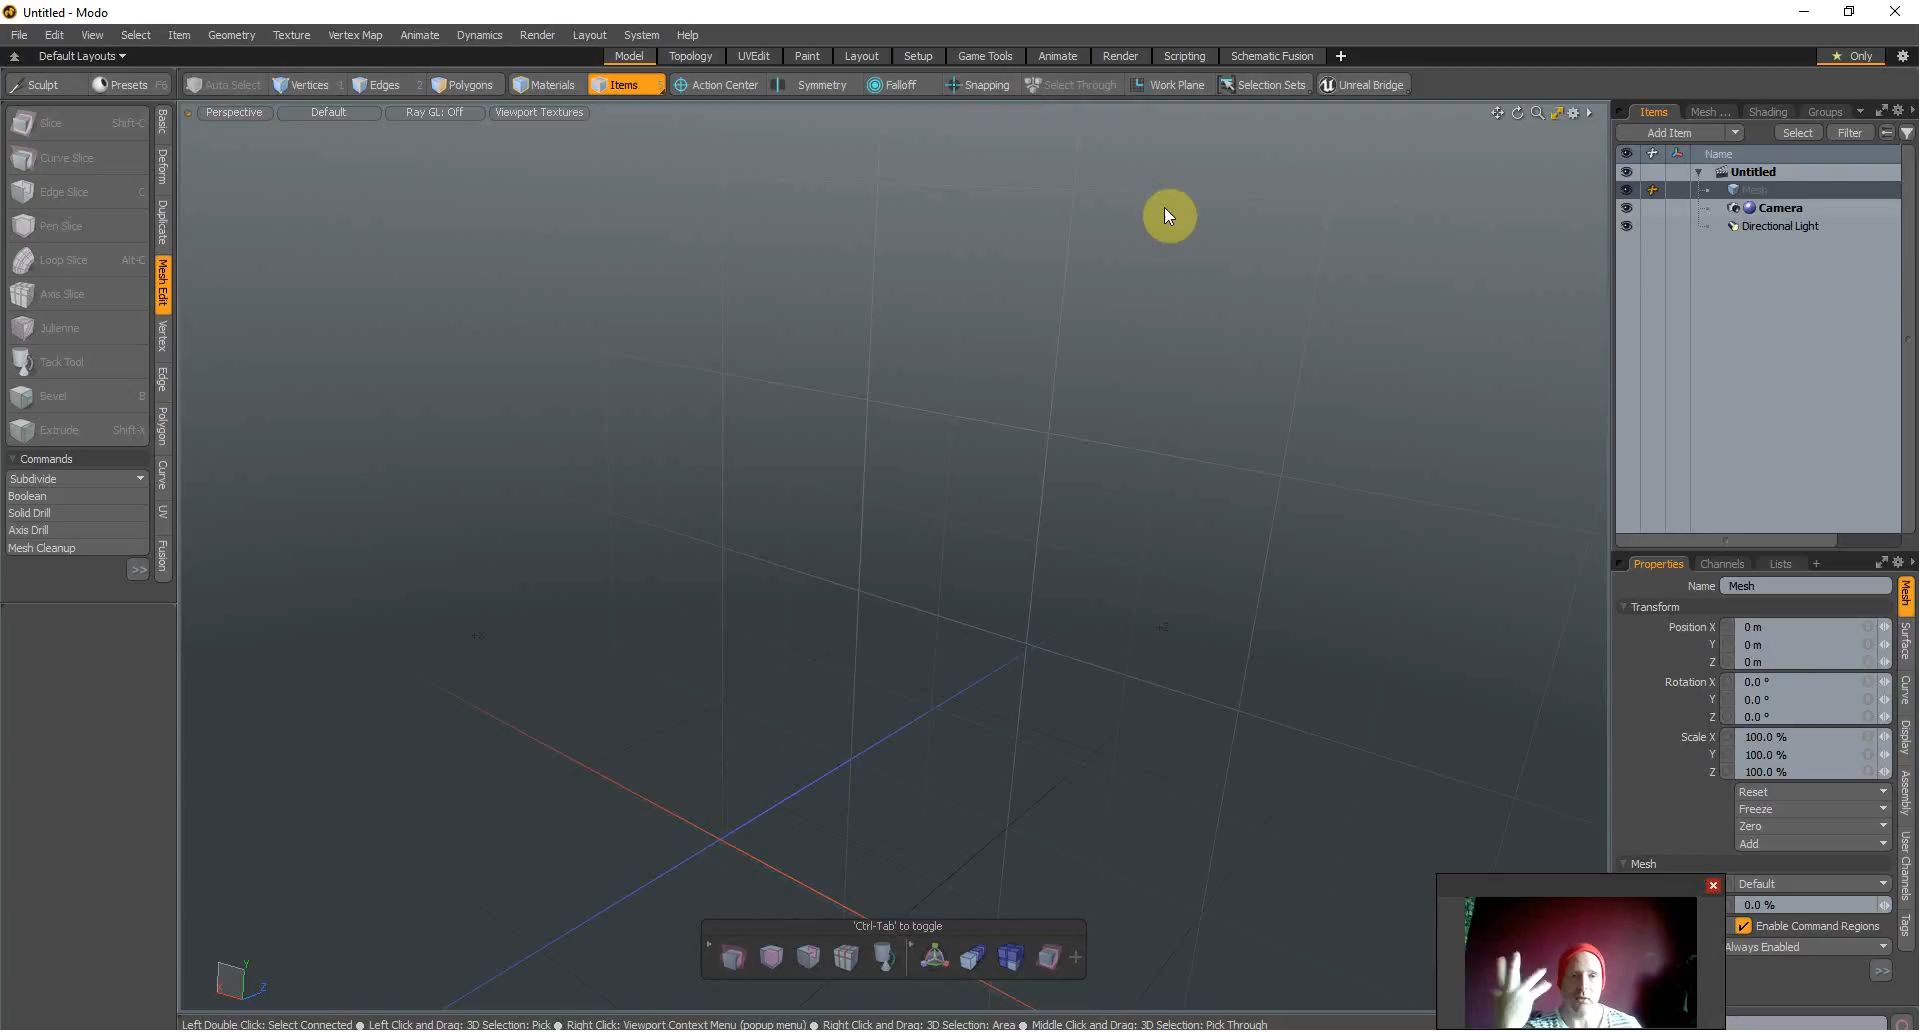 Untitled - Modo
File Edit View Select Item Geometry Texture Vertex Map Animate Dynamics Render Layout System Help
Default Layouts Model Topology UVEdit Paint Layout Setup Game Tools Animate Render Scripting Schematic Fusion Only
Sculpt Presets F6 Auto Select Vertices 1 Edges 2 Polygons Materials Items 5 Action Center Symmetry Falloff Snapping Select Through Work Plane Selection Sets Unreal Bridge
Perspective Default Ray GL: Off Viewport Textures
Slice Shift-C
Curve Slice
Edge Slice C
Pen Slice
Loop Slice Alt-C
Axis Slice
Julienne
Tack Tool
Bevel B
Extrude Shift-X
Commands
Subdivide
Boolean
Solid Drill
Axis Drill
Mesh Cleanup
>>
Basic
Deform
Duplicate
Mesh Edit
Vertex
Edge
Polygon
Curve
UV
Fusion
'Ctrl-Tab' to toggle
Y
X
Z
Items Mesh ... Shading Groups
Add Item Select Filter
Name
Untitled
Mesh
Camera
Directional Light
Properties Channels Lists +
Name Mesh
Transform
Position X 0 m
Y 0 m
Z 0 m
Rotation X 0.0 °
Y 0.0 °
Z 0.0 °
Scale X 100.0 %
Y 100.0 %
Z 100.0 %
Reset
Freeze
Zero
Add
Mesh
Default
0.0 %
Enable Command Regions
Always Enabled
>>
Mesh
Surface
Curve
Display
Assembly
User Channels
Tags
Left Double Click: Select Connected ● Left Click and Drag: 3D Selection: Pick ● Right Click: Viewport Context Menu (popup menu) ● Right Click and Drag: 3D Selection: Area ● Middle Click and Drag: 3D Selection: Pick Through